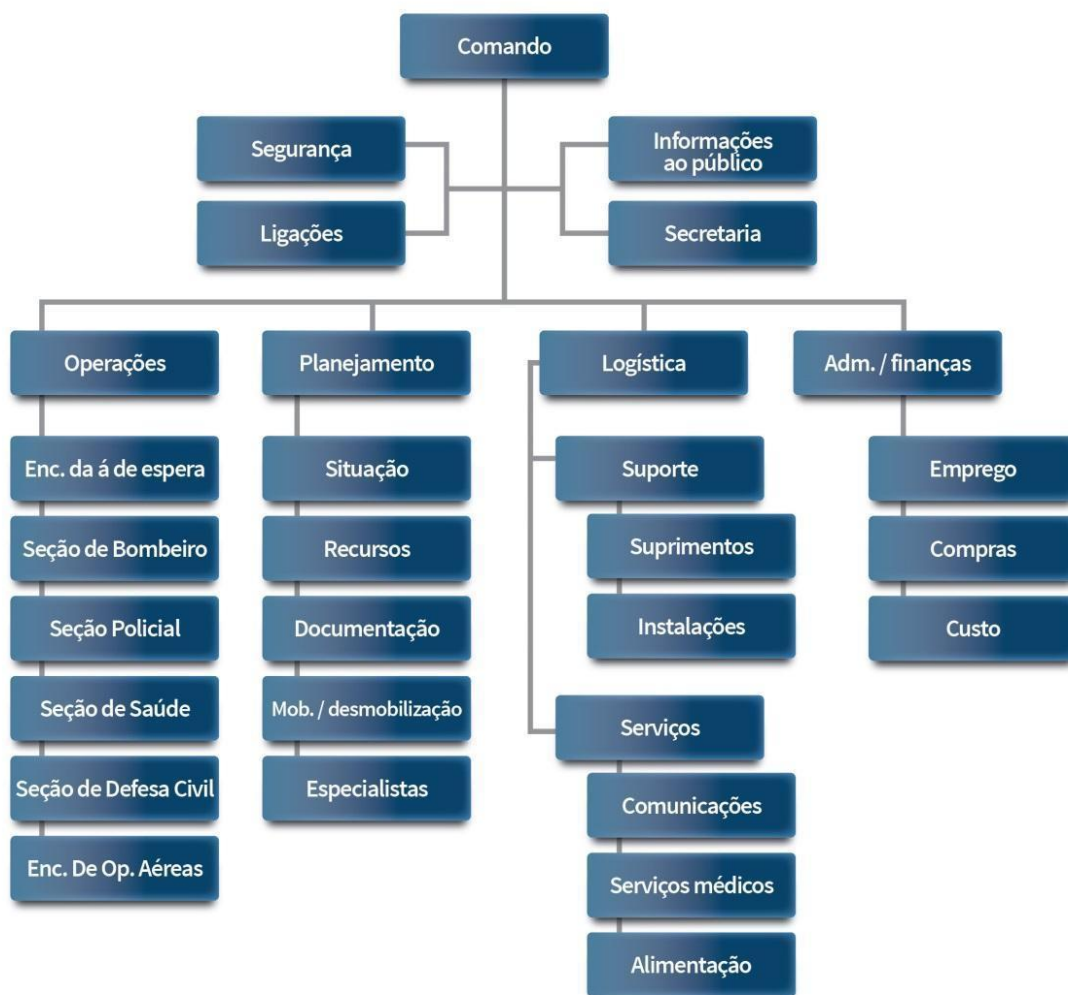 Comando
Segurança
Informações
ao público
Ligações
Secretaria
Operações
Planejamento
Logística
Adm. / finanças
Enc. da á de espera
Seção de Bombeiro
Seção Policial
Seção de Saúde
Seção de Defesa Civil
Enc. De Op. Aéreas
Situação
Recursos
Documentação
Mob. / desmobilização
Especialistas
Suporte
Suprimentos
Instalações
Serviços
Comunicações
Serviços médicos
Alimentação
Emprego
Compras
Custo